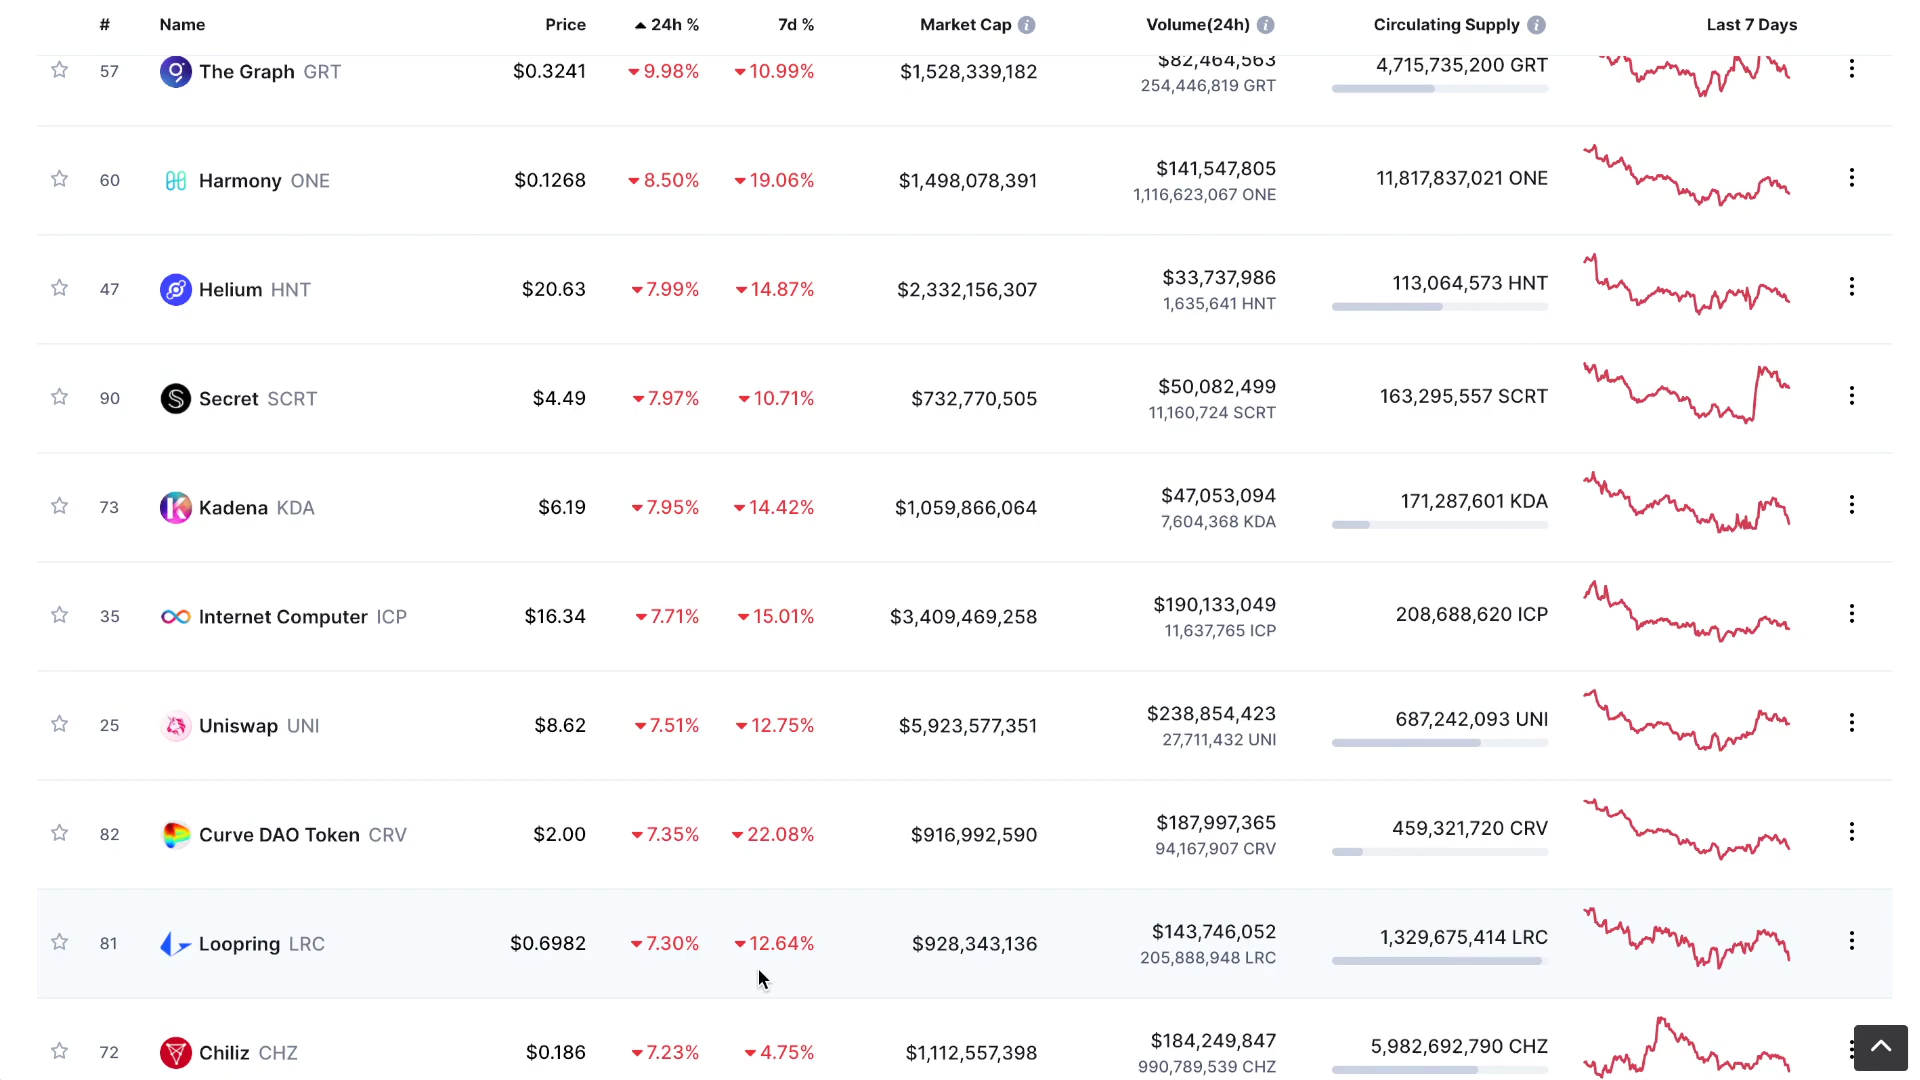 # Name Price 24h % 7d % Market Cap Volume(24h) Circulating Supply Last 7 Days
57 The Graph GRT $0.3241 9.98% 10.99% $1,528,339,182 $82,464,563 4,715,735,200 GRT
254,446,819 GRT
60 Harmony ONE $0.1268 8.50% 19.06% $1,498,078,391 $141,547,805 11,817,837,021 ONE
1,116,623,067 ONE
47 Helium HNT $20.63 7.99% 14.87% $2,332,156,307 $33,737,986 113,064,573 HNT
1,635,641 HNT
90 Secret SCRT $4.49 7.97% 10.71% $732,770,505 $50,082,499 163,295,557 SCRT
11,160,724 SCRT
73 Kadena KDA $6.19 7.95% 14.42% $1,059,866,064 $47,053,094 171,287,601 KDA
7,604,368 KDA
35 Internet Computer ICP $16.34 7.71% 15.01% $3,409,469,258 $190,133,049 208,688,620 ICP
11,637,765 ICP
25 Uniswap UNI $8.62 7.51% 12.75% $5,923,577,351 $238,854,423 687,242,093 UNI
27,711,432 UNI
82 Curve DAO Token CRV $2.00 7.35% 22.08% $916,992,590 $187,997,365 459,321,720 CRV
94,167,907 CRV
81 Loopring LRC $0.6982 7.30% 12.64% $928,343,136 $143,746,052 1,329,675,414 LRC
205,888,948 LRC
72 Chiliz CHZ $0.186 7.23% 4.75% $1,112,557,398 $184,249,847 5,982,692,790 CHZ
990,789,539 CHZ